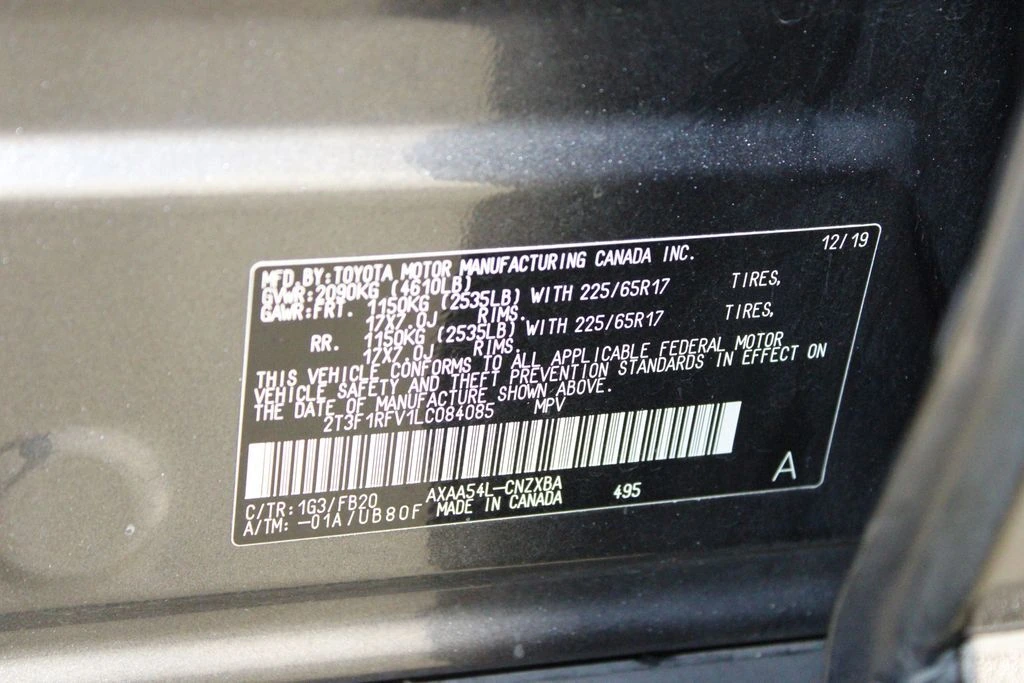 12/19
MFD. BY: TOYOTA MOTOR MANUFACTURING CANADA INC.
GVWR: 2090KG (4610LB)
GAWR: FRT. 1150KG (2535LB) WITH 225/65R17 TIRES,
17X7.0J RIMS.
RR. 1150KG (2535LB) WITH 225/65R17 TIRES,
17X7.0J RIMS.
THIS VEHICLE CONFORMS TO ALL APPLICABLE FEDERAL MOTOR
VEHICLE SAFETY AND THEFT PREVENTION STANDARDS IN EFFECT ON
THE DATE OF MANUFACTURE SHOWN ABOVE.
2T3F1RFV1LC084085 MPV
C/TR: 1G3/FB20 AXAA54L-CNZXBA 495 A
A/TM: -01A/UB80F MADE IN CANADA